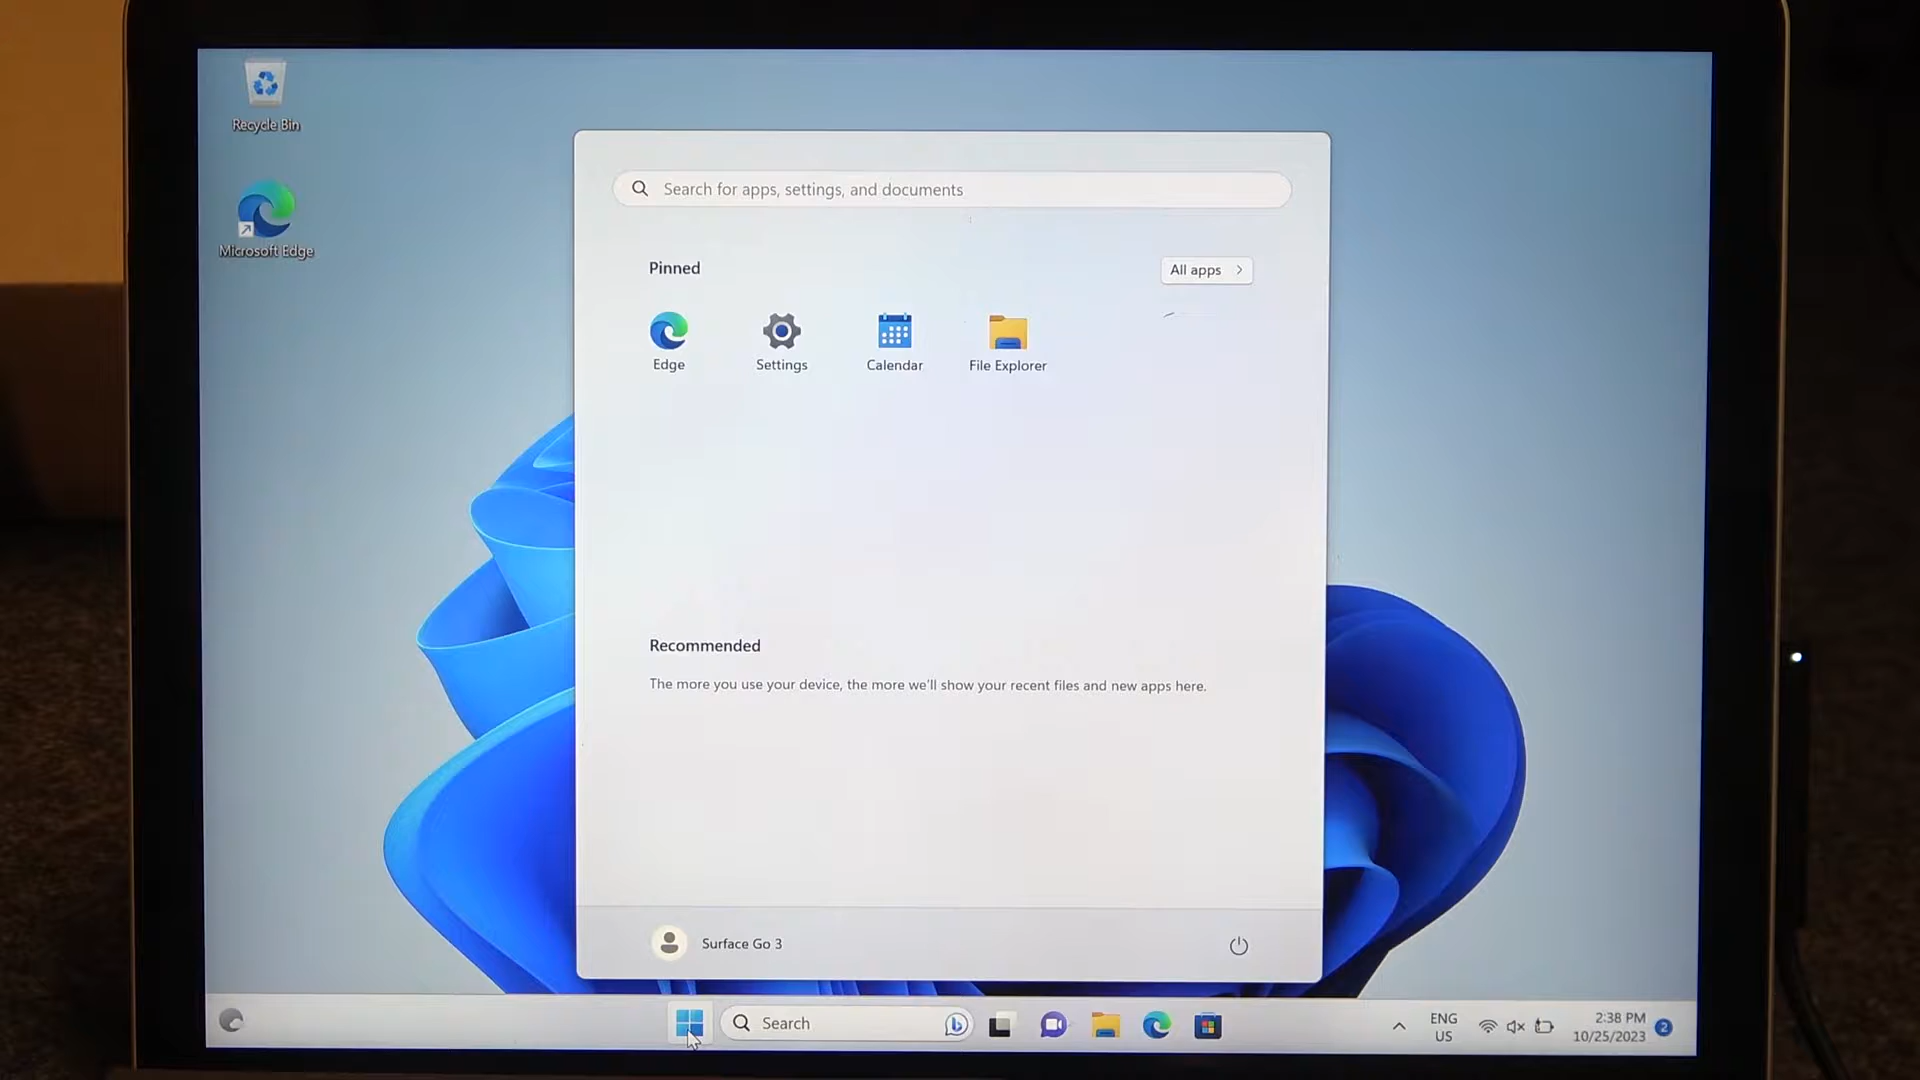 Recycle Bin
Microsoft Edge
Search for apps, settings, and documents
Pinned
All apps
Edge
Settings
Calendar
File Explorer
Recommended
The more you use your device, the more we'll show your recent files and new apps here.
Surface Go 3
Search
ENG
US
2:38 PM
10/25/2023
2